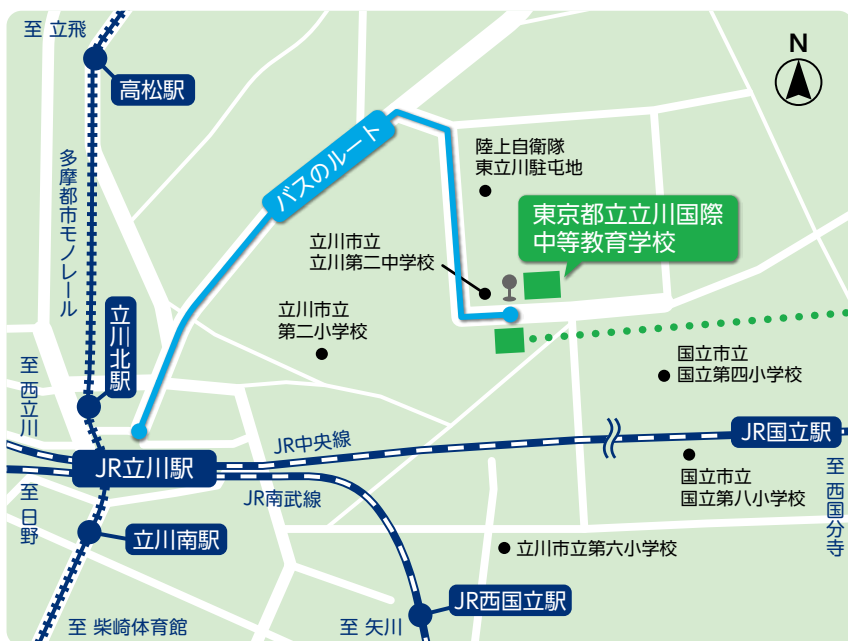 至 立飛
高松駅
N
多摩都市モノレール
バスのルート
陸上自衛隊
東立川駐屯地
東京都立立川国際
中等教育学校
立川市立
立川第二中学校
立川市立
第二小学校
立川北駅
至 西立川
国立市立
国立第四小学校
JR中央線
JR国立駅
JR立川駅
JR南武線
国立市立
国立第八小学校
至 西国分寺
至 日野
立川南駅
立川市立第六小学校
JR西国立駅
至 柴崎体育館
至 矢川